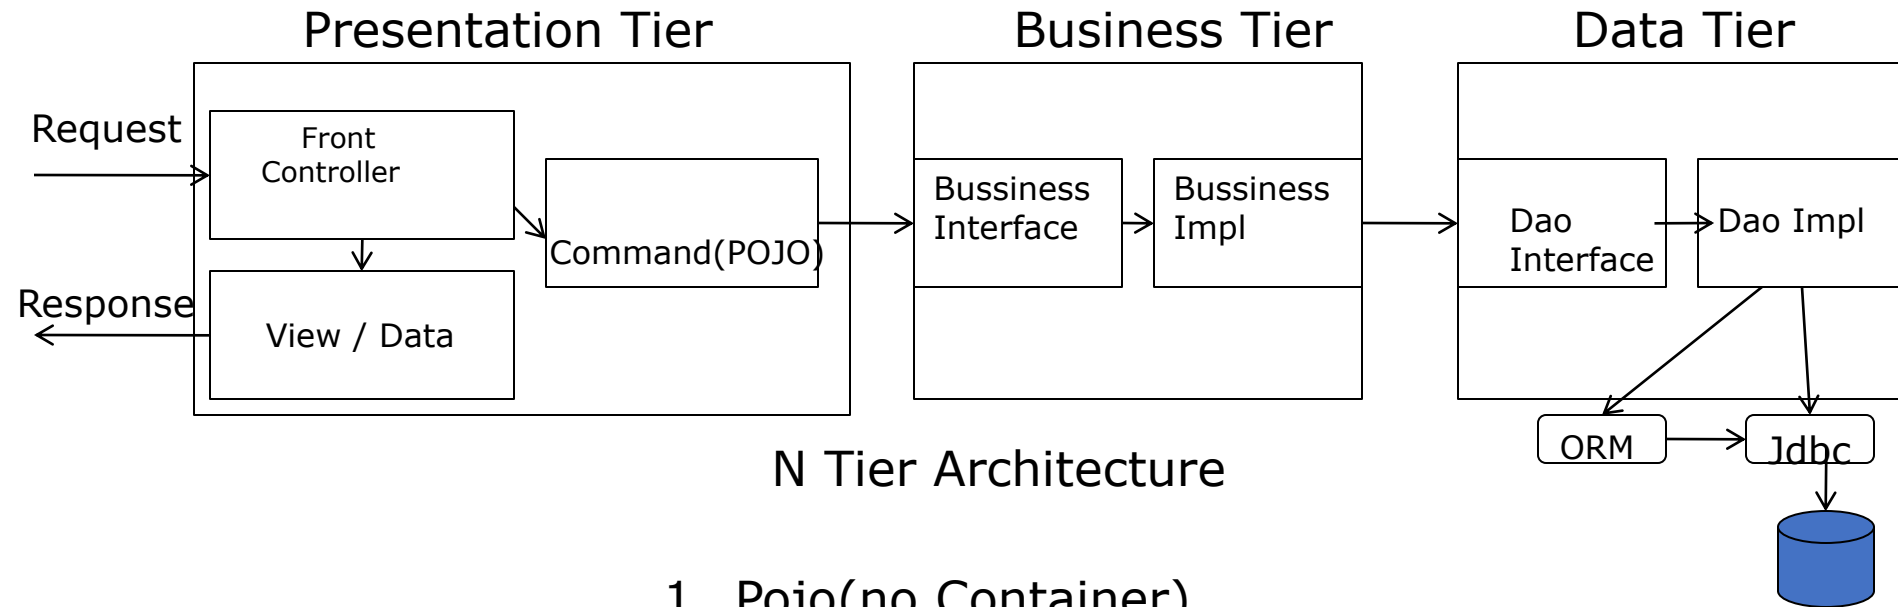 Presentation Tier
Business Tier
Data Tier
Request
Front
Controller
Command(POJO)
Bussiness
Interface
Bussiness
Impl
Dao
Interface
Dao Impl
Response
View / Data
ORM
Jdbc
N Tier Architecture
1. Pojo(no Container)